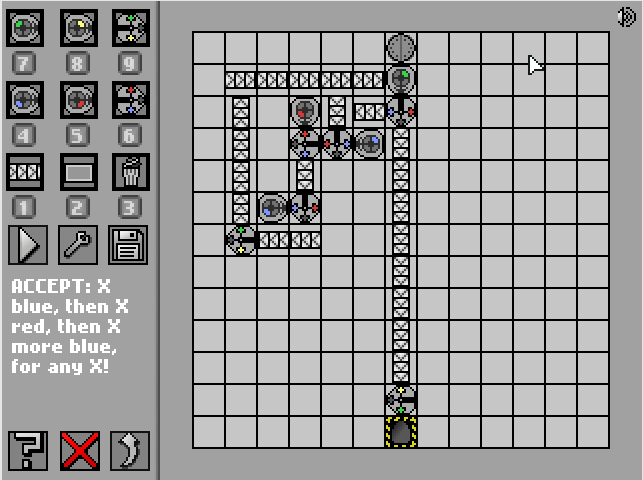 7 8 9
4 5 6
1 2 3
ACCEPT: X
blue, then X
red, then X
more blue,
for any X!
?